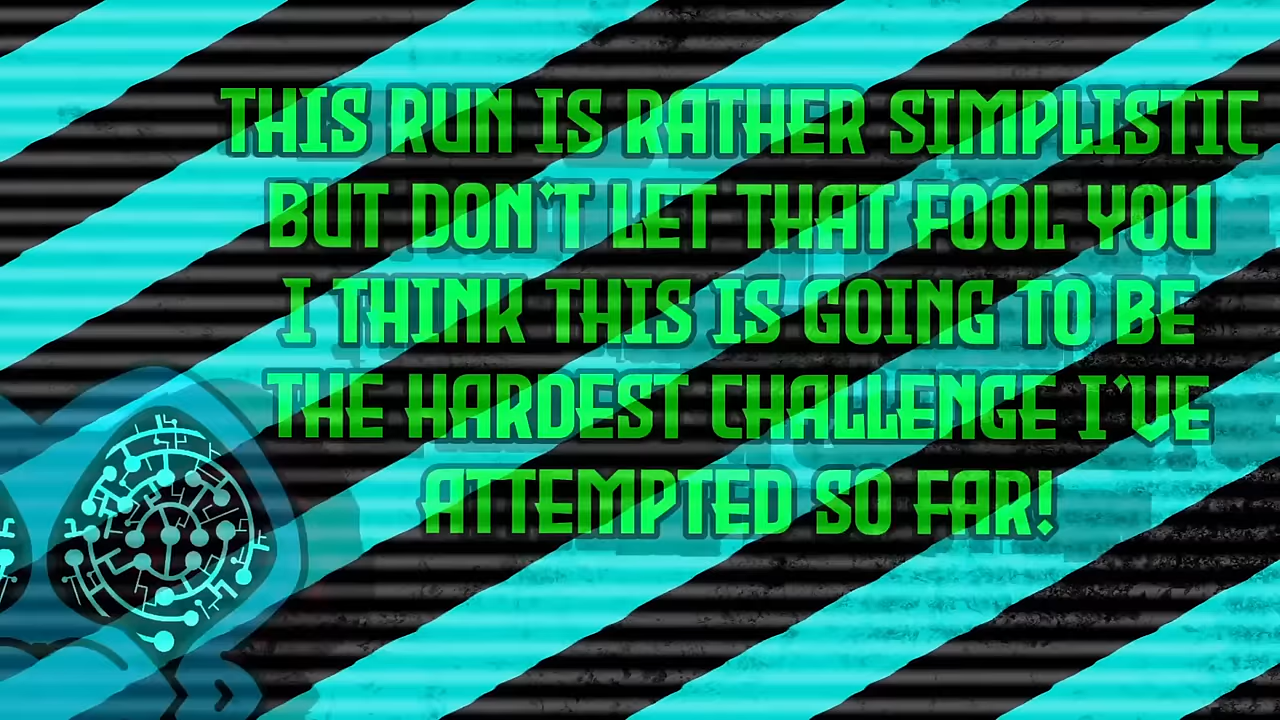 THIS RUN IS RATHER SIMPLISTIC
BUT DON'T LET THAT FOOL YOU
I THINK THIS IS GOING TO BE
THE HARDEST CHALLENGE I'VE
ATTEMPTED SO FAR!